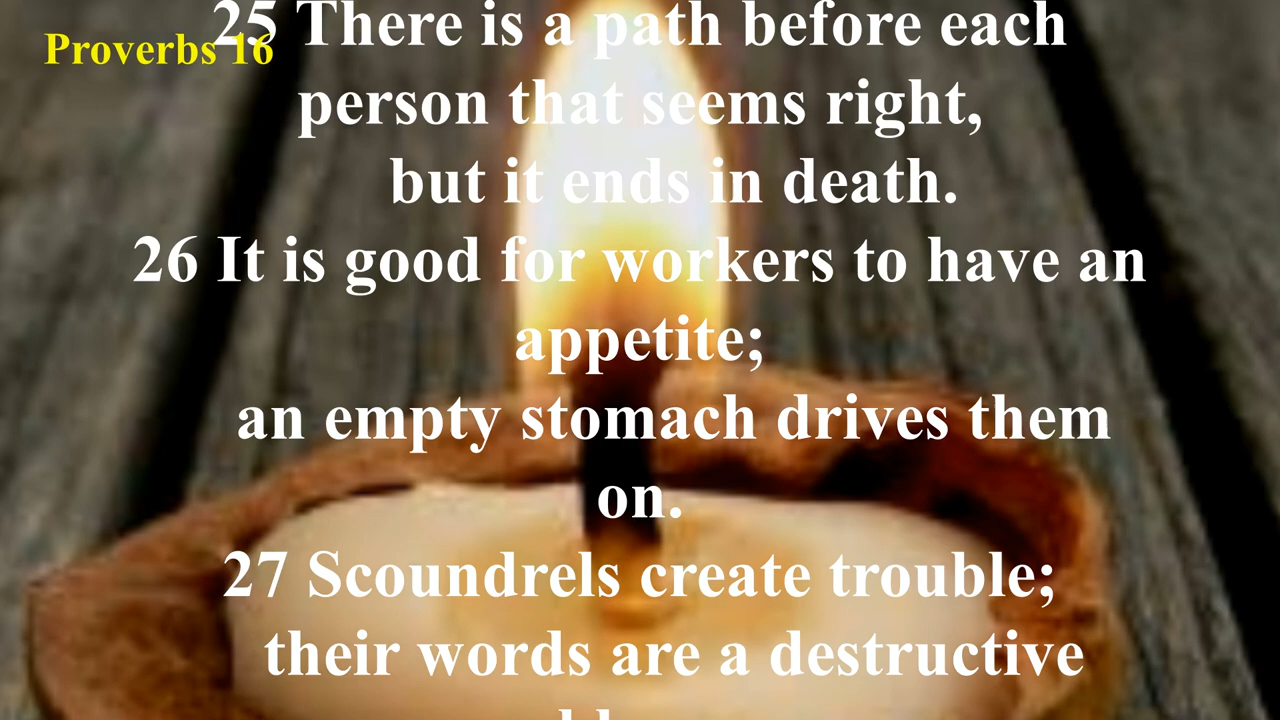 Proverbs 16
25 There is a path before each
person that seems right,
but it ends in death.
26 It is good for workers to have an
appetite;
an empty stomach drives them
on.
27 Scoundrels create trouble;
their words are a destructive